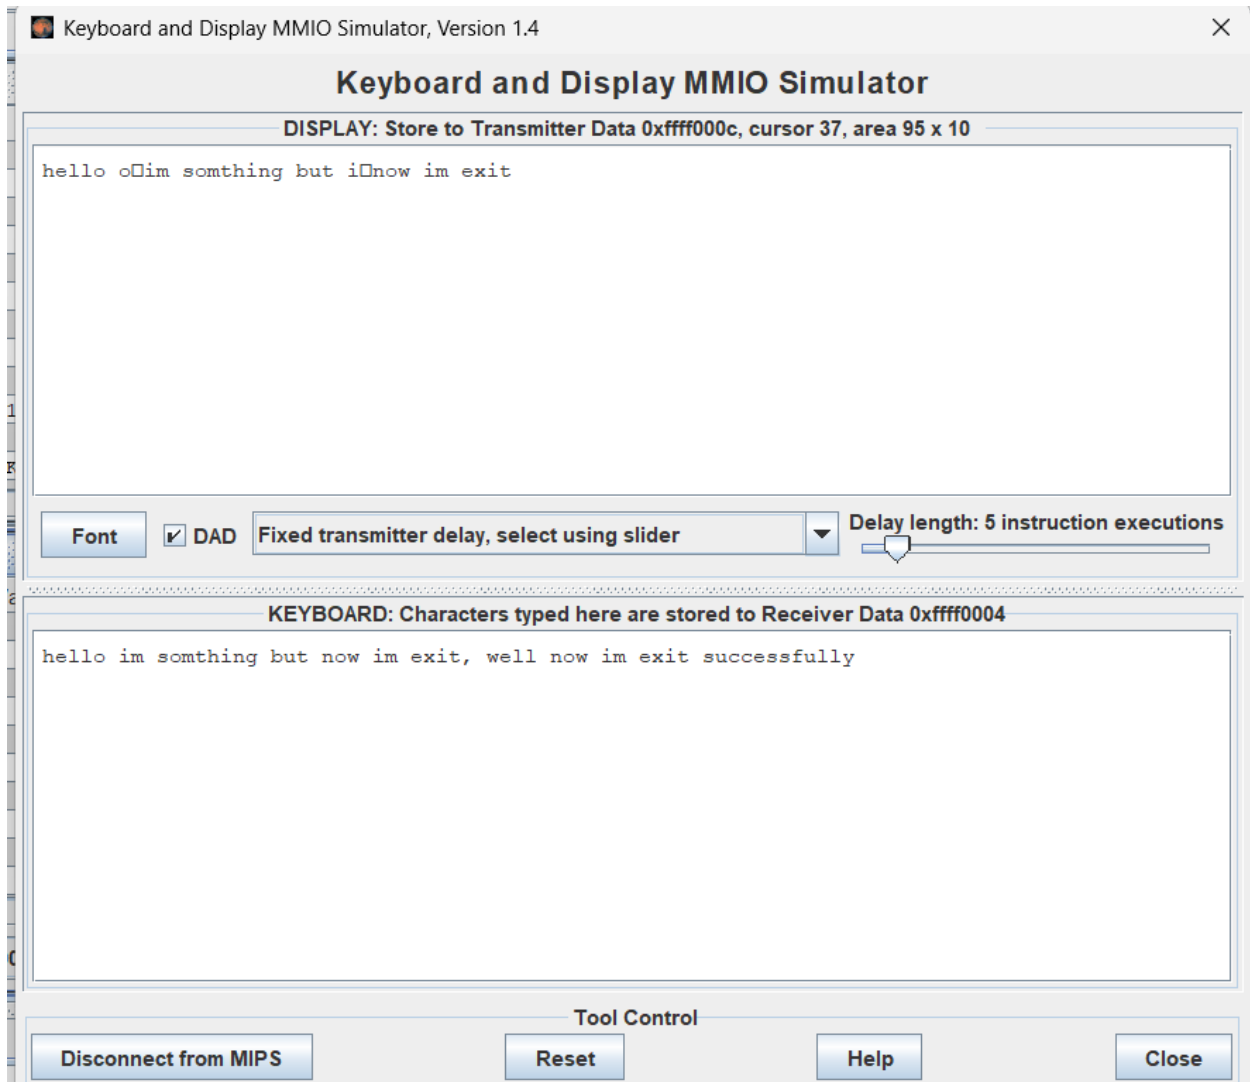 Keyboard and Display MMIO Simulator, Version 1.4
Keyboard and Display MMIO Simulator
DISPLAY: Store to Transmitter Data 0xffff000c, cursor 37, area 95 x 10
hello o□im somthing but i□now im exit
Font
DAD
Fixed transmitter delay, select using slider
Delay length: 5 instruction executions
KEYBOARD: Characters typed here are stored to Receiver Data 0xffff0004
hello im somthing but now im exit, well now im exit successfully
Tool Control
Disconnect from MIPS
Reset
Help
Close